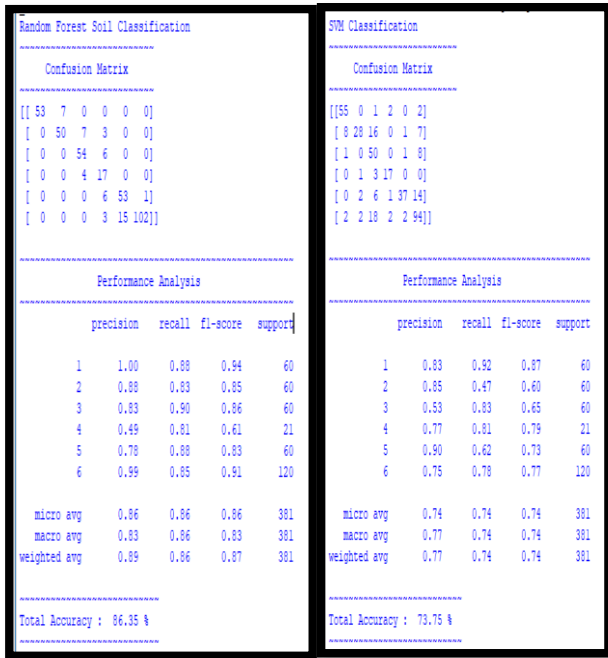 Random Forest Soil Classification
~~~~~~~~~~~~~~~~~~~~~~~~~~
Confusion Matrix
~~~~~~~~~~~~~~~~~~~~~~~~~~
[[ 53 7 0 0 0 0]
[ 0 50 7 3 0 0]
[ 0 0 54 6 0 0]
[ 0 0 4 17 0 0]
[ 0 0 0 6 53 1]
[ 0 0 0 3 15 102]]
~~~~~~~~~~~~~~~~~~~~~~~~~~~~~~~~~~~~~~~~~~~~~~~~~~~~~
Performance Analysis
~~~~~~~~~~~~~~~~~~~~~~~~~~~~~~~~~~~~~~~~~~~~~~~~~~~~~
precision recall f1-score support
1 1.00 0.88 0.94 60
2 0.88 0.83 0.85 60
3 0.83 0.90 0.86 60
4 0.49 0.81 0.61 21
5 0.78 0.88 0.83 60
6 0.99 0.85 0.91 120
micro avg 0.86 0.86 0.86 381
macro avg 0.83 0.86 0.83 381
weighted avg 0.89 0.86 0.87 381
~~~~~~~~~~~~~~~~~~~~~~~~~~~
Total Accuracy : 86.35 %
~~~~~~~~~~~~~~~~~~~~~~~~~~~
SVM Classification
~~~~~~~~~~~~~~~~~~~~~~~~~
Confusion Matrix
~~~~~~~~~~~~~~~~~~~~~~~~~~
[[55 0 1 2 0 2]
[ 8 28 16 0 1 7]
[ 1 0 50 0 1 8]
[ 0 1 3 17 0 0]
[ 0 2 6 1 37 14]
[ 2 2 18 2 2 94]]
~~~~~~~~~~~~~~~~~~~~~~~~~~~~~~~~~~~~~~~~~~~~~~~~~~~~~
Performance Analysis
~~~~~~~~~~~~~~~~~~~~~~~~~~~~~~~~~~~~~~~~~~~~~~~~~~~~~
precision recall f1-score support
1 0.83 0.92 0.87 60
2 0.85 0.47 0.60 60
3 0.53 0.83 0.65 60
4 0.77 0.81 0.79 21
5 0.90 0.62 0.73 60
6 0.75 0.78 0.77 120
micro avg 0.74 0.74 0.74 381
macro avg 0.77 0.74 0.74 381
weighted avg 0.77 0.74 0.74 381
~~~~~~~~~~~~~~~~~~~~~~~~~~
Total Accuracy : 73.75 %
~~~~~~~~~~~~~~~~~~~~~~~~~~